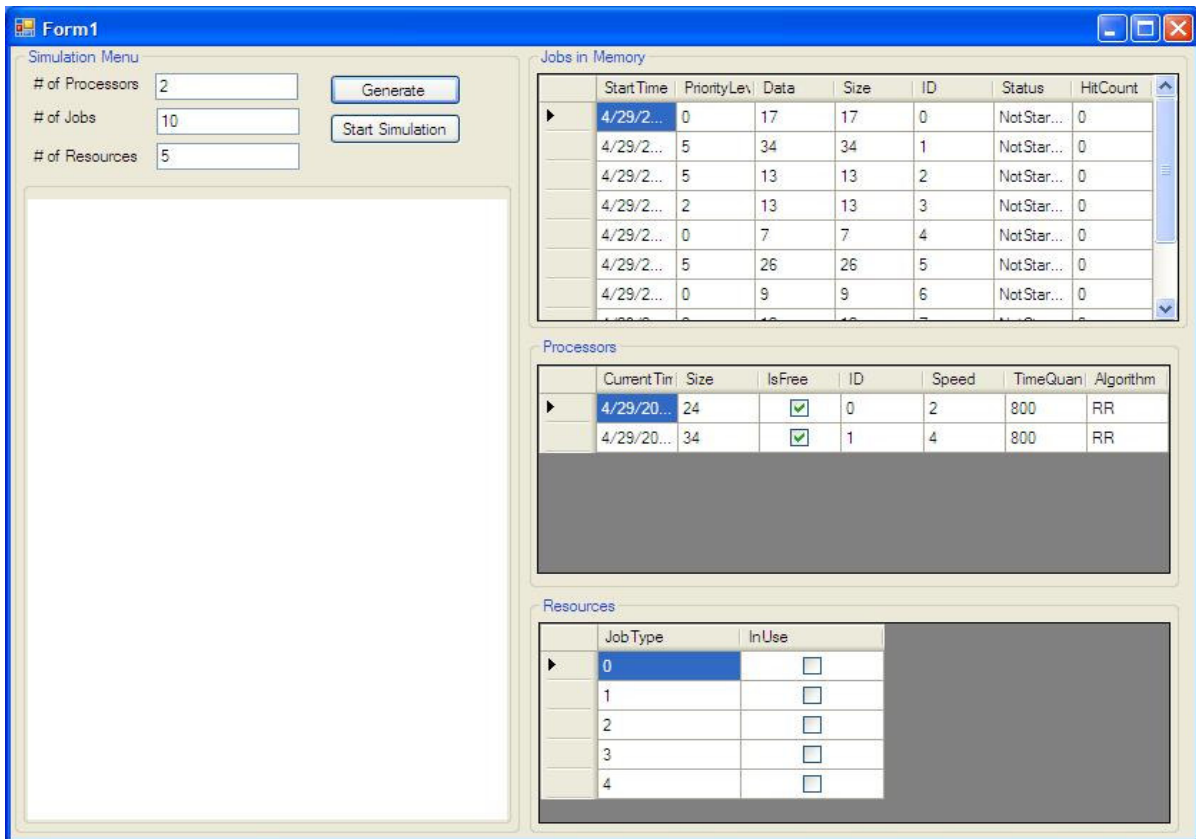 Form1
Simulation Menu
# of Processors 2
Generate
# of Jobs 10
Start Simulation
# of Resources 5
Jobs in Memory
StartTime PriorityLev Data Size ID Status HitCount
4/29/2... 0 17 17 0 NotStar... 0
4/29/2... 5 34 34 1 NotStar... 0
4/29/2... 5 13 13 2 NotStar... 0
4/29/2... 2 13 13 3 NotStar... 0
4/29/2... 0 7 7 4 NotStar... 0
4/29/2... 5 26 26 5 NotStar... 0
4/29/2... 0 9 9 6 NotStar... 0
Processors
CurrentTim Size IsFree ID Speed TimeQuan Algorithm
4/29/20... 24 0 2 800 RR
4/29/20... 34 1 4 800 RR
Resources
JobType InUse
0
1
2
3
4